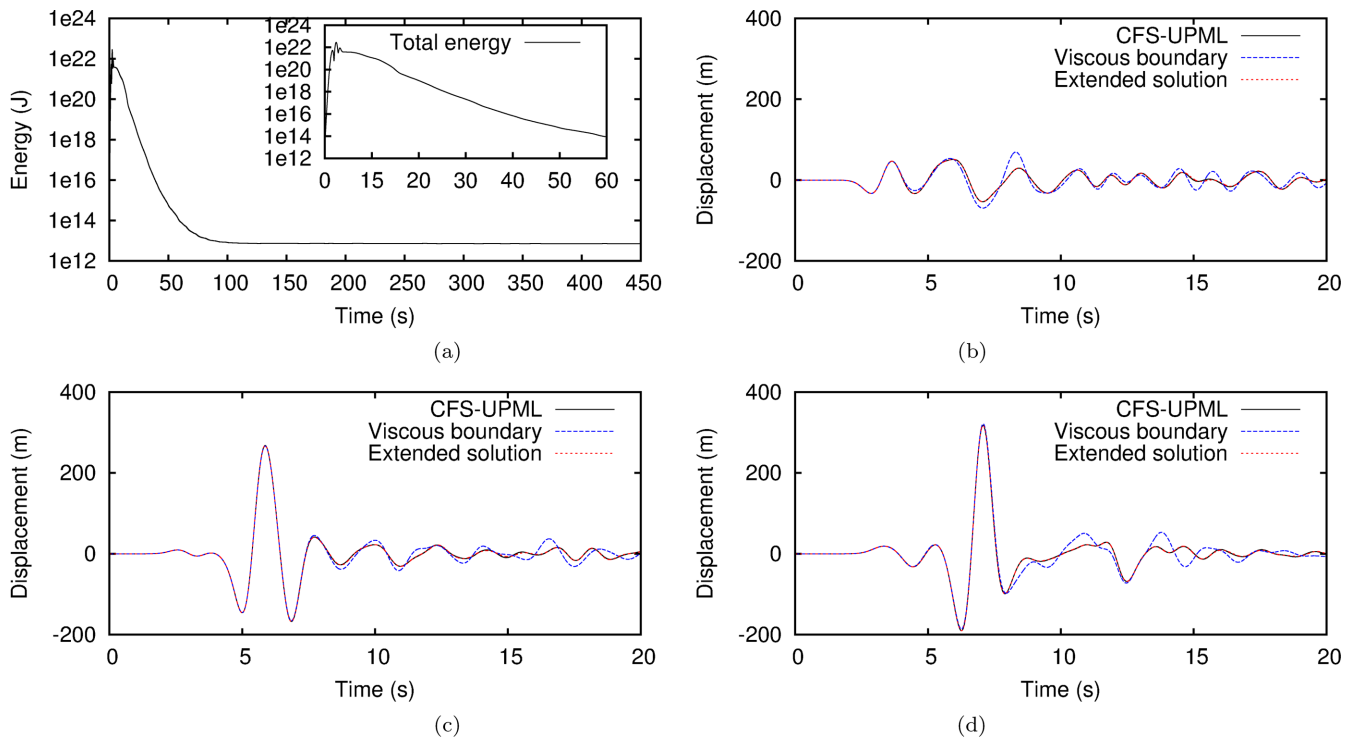 1e24
1e22
1e20
1e18
1e16
1e14
1e12
Energy (J)
0 50 100 150 200 250 300 350 400 450
Time (s)
1e24
1e22
1e20
1e18
1e16
1e14
1e12
Total energy
0 15 10 20 30 40 50 60
(a)
400
200
0
-200
Displacement (m)
CFS-UPML
Viscous boundary
Extended solution
0 5 10 15 20
Time (s)
(b)
400
200
0
-200
Displacement (m)
CFS-UPML
Viscous boundary
Extended solution
0 5 10 15 20
Time (s)
(c)
400
200
0
-200
Displacement (m)
CFS-UPML
Viscous boundary
Extended solution
0 5 10 15 20
Time (s)
(d)